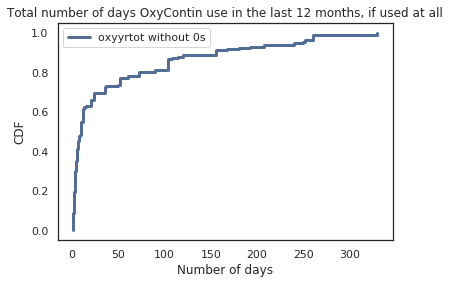 Total number of days OxyContin use in the last 12 months, if used at all
oxyyrtot without 0s
CDF
1.0
0.8
0.6
0.4
0.2
0.0
0 50 100 150 200 250 300
Number of days